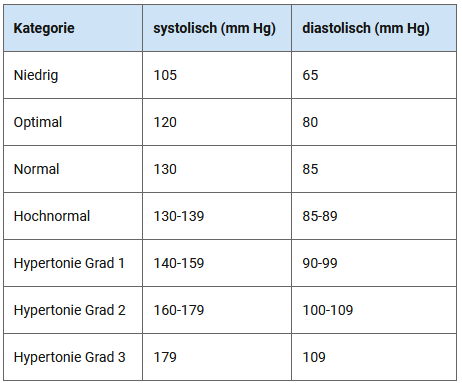 Kategorie systolisch (mm Hg) diastolisch (mm Hg)
Niedrig 105 65
Optimal 120 80
Normal 130 85
Hochnormal 130-139 85-89
Hypertonie Grad 1 140-159 90-99
Hypertonie Grad 2 160-179 100-109
Hypertonie Grad 3 179 109